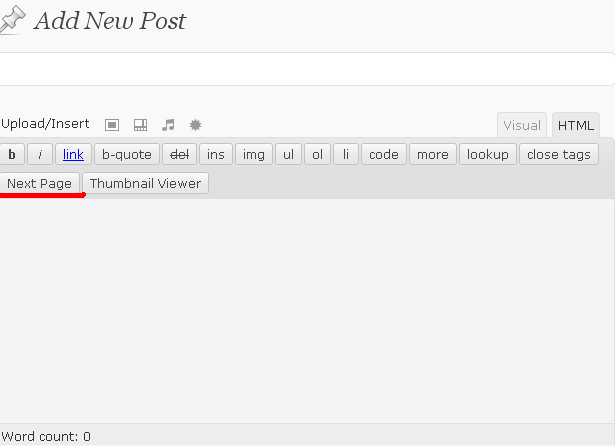 Add New Post
Upload/Insert
Visual HTML
b i link b-quote del ins img ul ol li code more lookup close tags
Next Page Thumbnail Viewer
Word count: 0